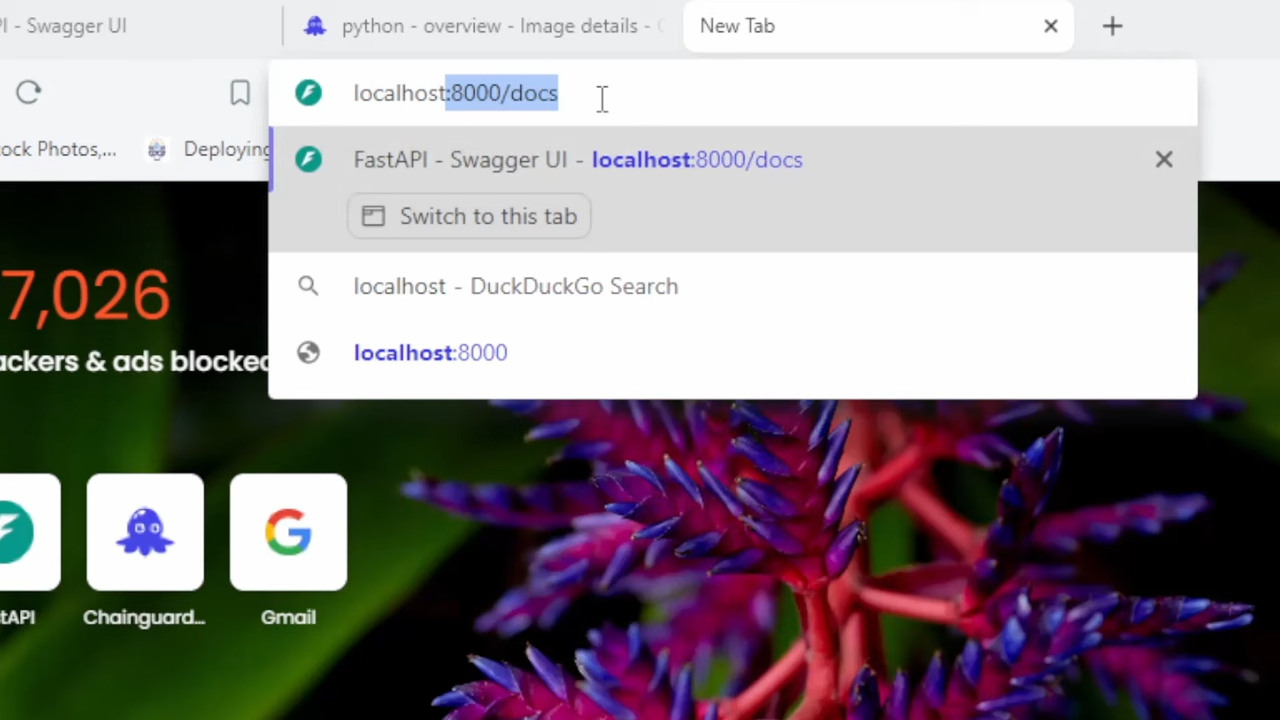 I - Swagger UI
python - overview - Image details -
New Tab
localhost:8000/docs
ock Photos,...
Deploying
FastAPI - Swagger UI - localhost:8000/docs
Switch to this tab
localhost - DuckDuckGo Search
localhost:8000
7,026
ackers & ads blocked
tAPI
Chainguard...
Gmail